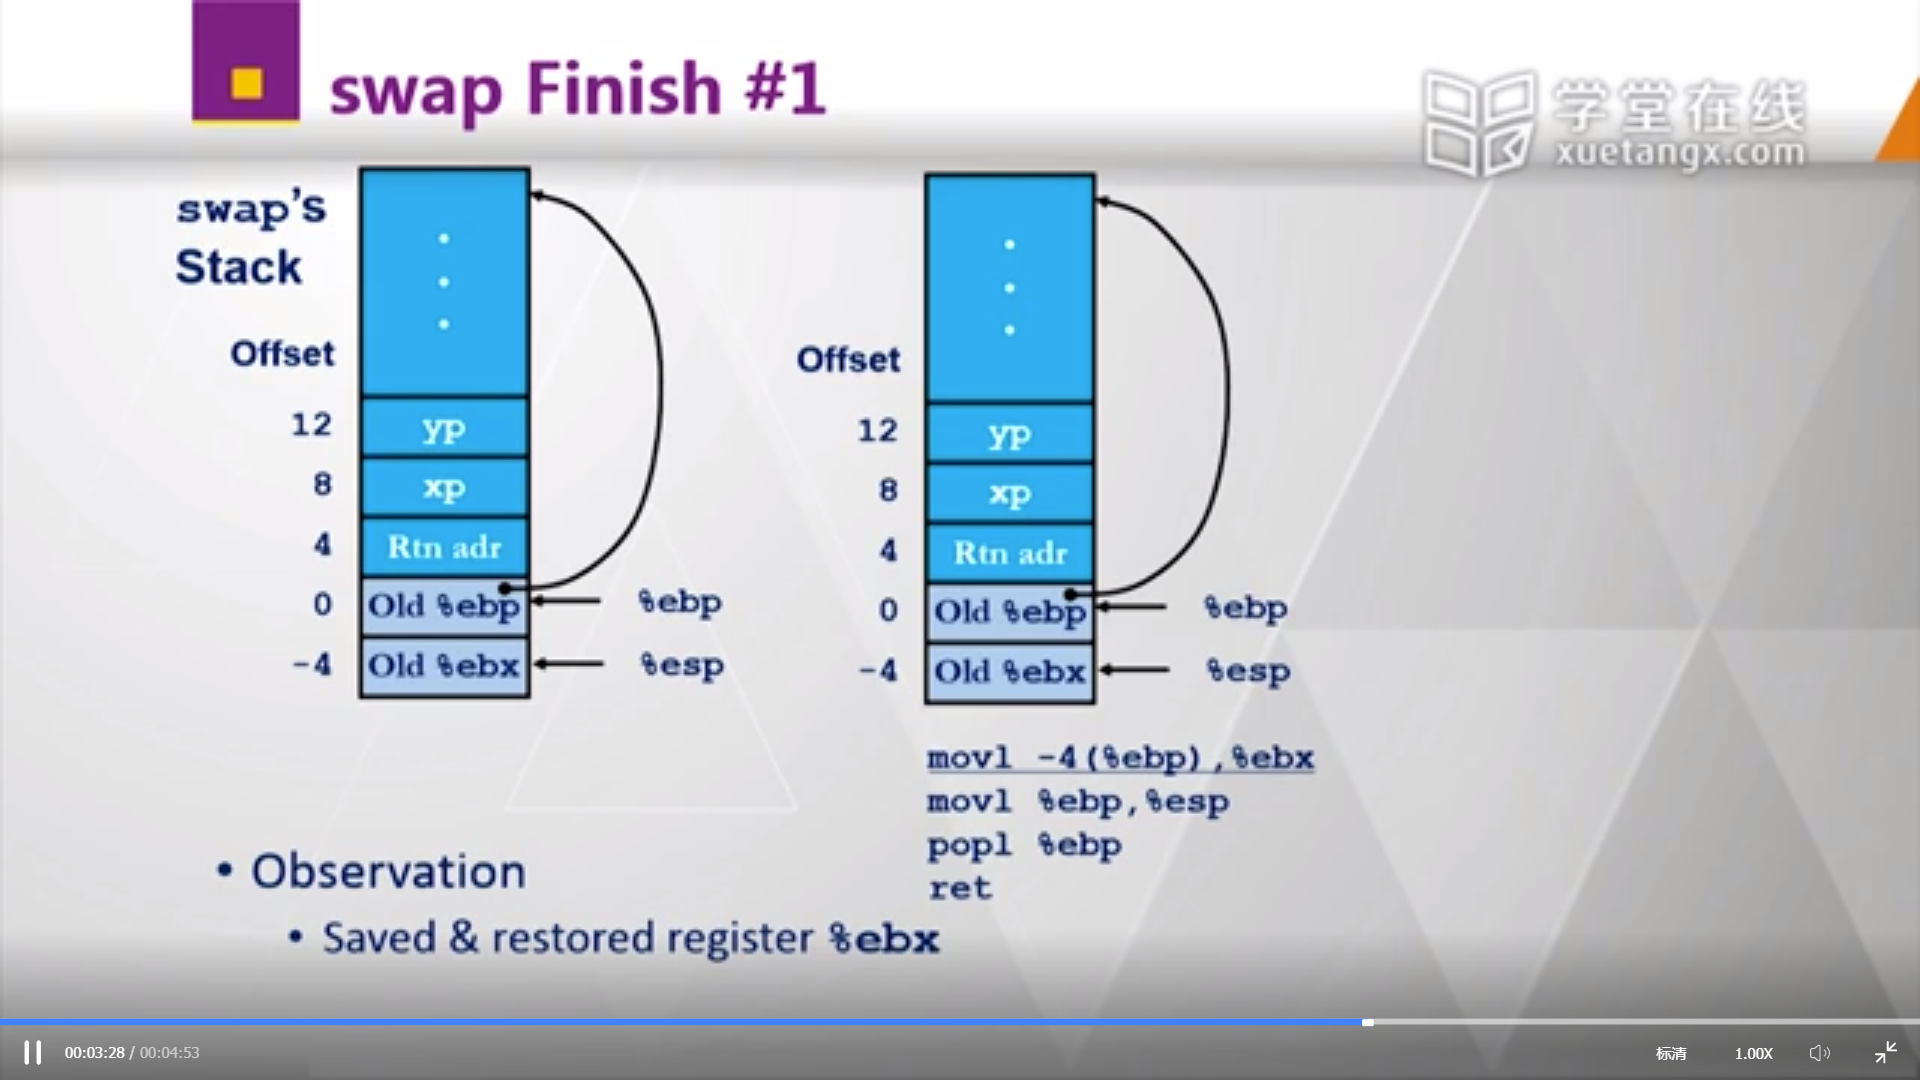 swap Finish #1
学堂在线
xuetangx.com
swap's
Stack
Offset
12
yp
8
xp
4
Rtn adr
0
Old %ebp
%ebp
-4
Old %ebx
%esp
Offset
12
yp
8
xp
4
Rtn adr
0
Old %ebp
%ebp
-4
Old %ebx
%esp
movl -4(%ebp),%ebx
movl %ebp,%esp
popl %ebp
ret
• Observation
• Saved & restored register %ebx
00:03:28 / 00:04:53
标清
1.00X